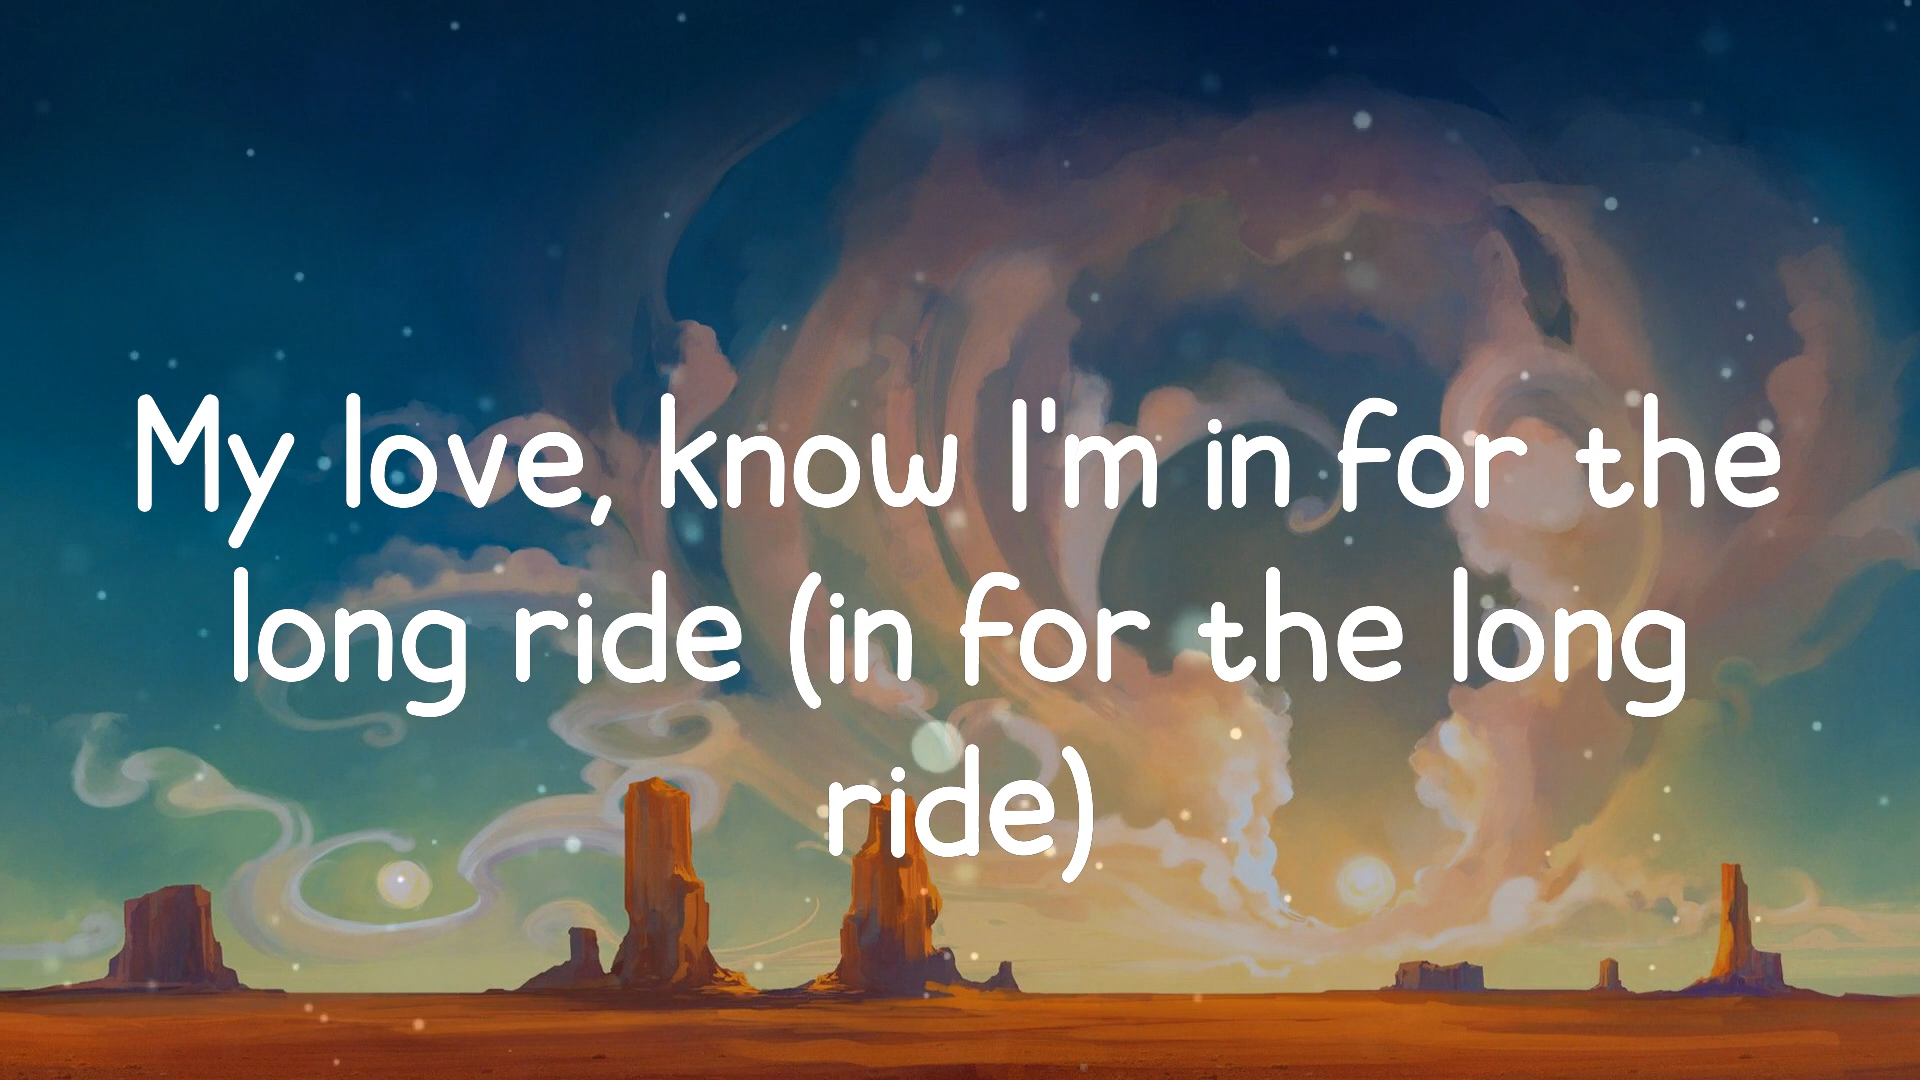 My love, know I'm in for the
long ride (in for the long
ride)